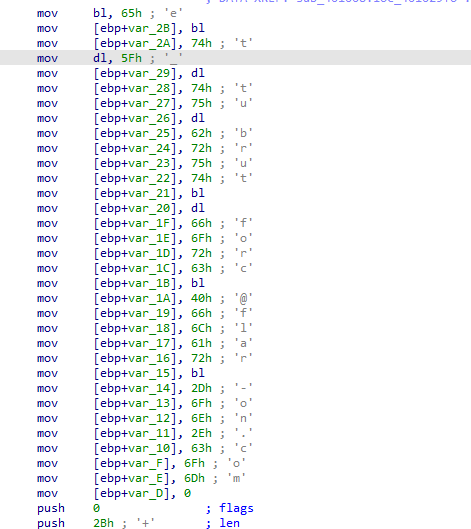 mov bl, 65h ; 'e'
mov [ebp+var_2B], bl
mov [ebp+var_2A], 74h ; 't'
mov dl, 5Fh ; '_'
mov [ebp+var_29], dl
mov [ebp+var_28], 74h ; 't'
mov [ebp+var_27], 75h ; 'u'
mov [ebp+var_26], dl
mov [ebp+var_25], 62h ; 'b'
mov [ebp+var_24], 72h ; 'r'
mov [ebp+var_23], 75h ; 'u'
mov [ebp+var_22], 74h ; 't'
mov [ebp+var_21], bl
mov [ebp+var_20], dl
mov [ebp+var_1F], 66h ; 'f'
mov [ebp+var_1E], 6Fh ; 'o'
mov [ebp+var_1D], 72h ; 'r'
mov [ebp+var_1C], 63h ; 'c'
mov [ebp+var_1B], bl
mov [ebp+var_1A], 40h ; '@'
mov [ebp+var_19], 66h ; 'f'
mov [ebp+var_18], 6Ch ; 'l'
mov [ebp+var_17], 61h ; 'a'
mov [ebp+var_16], 72h ; 'r'
mov [ebp+var_15], bl
mov [ebp+var_14], 2Dh ; '-'
mov [ebp+var_13], 6Fh ; 'o'
mov [ebp+var_12], 6Eh ; 'n'
mov [ebp+var_11], 2Eh ; '.'
mov [ebp+var_10], 63h ; 'c'
mov [ebp+var_F], 6Fh ; 'o'
mov [ebp+var_E], 6Dh ; 'm'
mov [ebp+var_D], 0
push 0 ; flags
push 2Bh ; '+' ; len